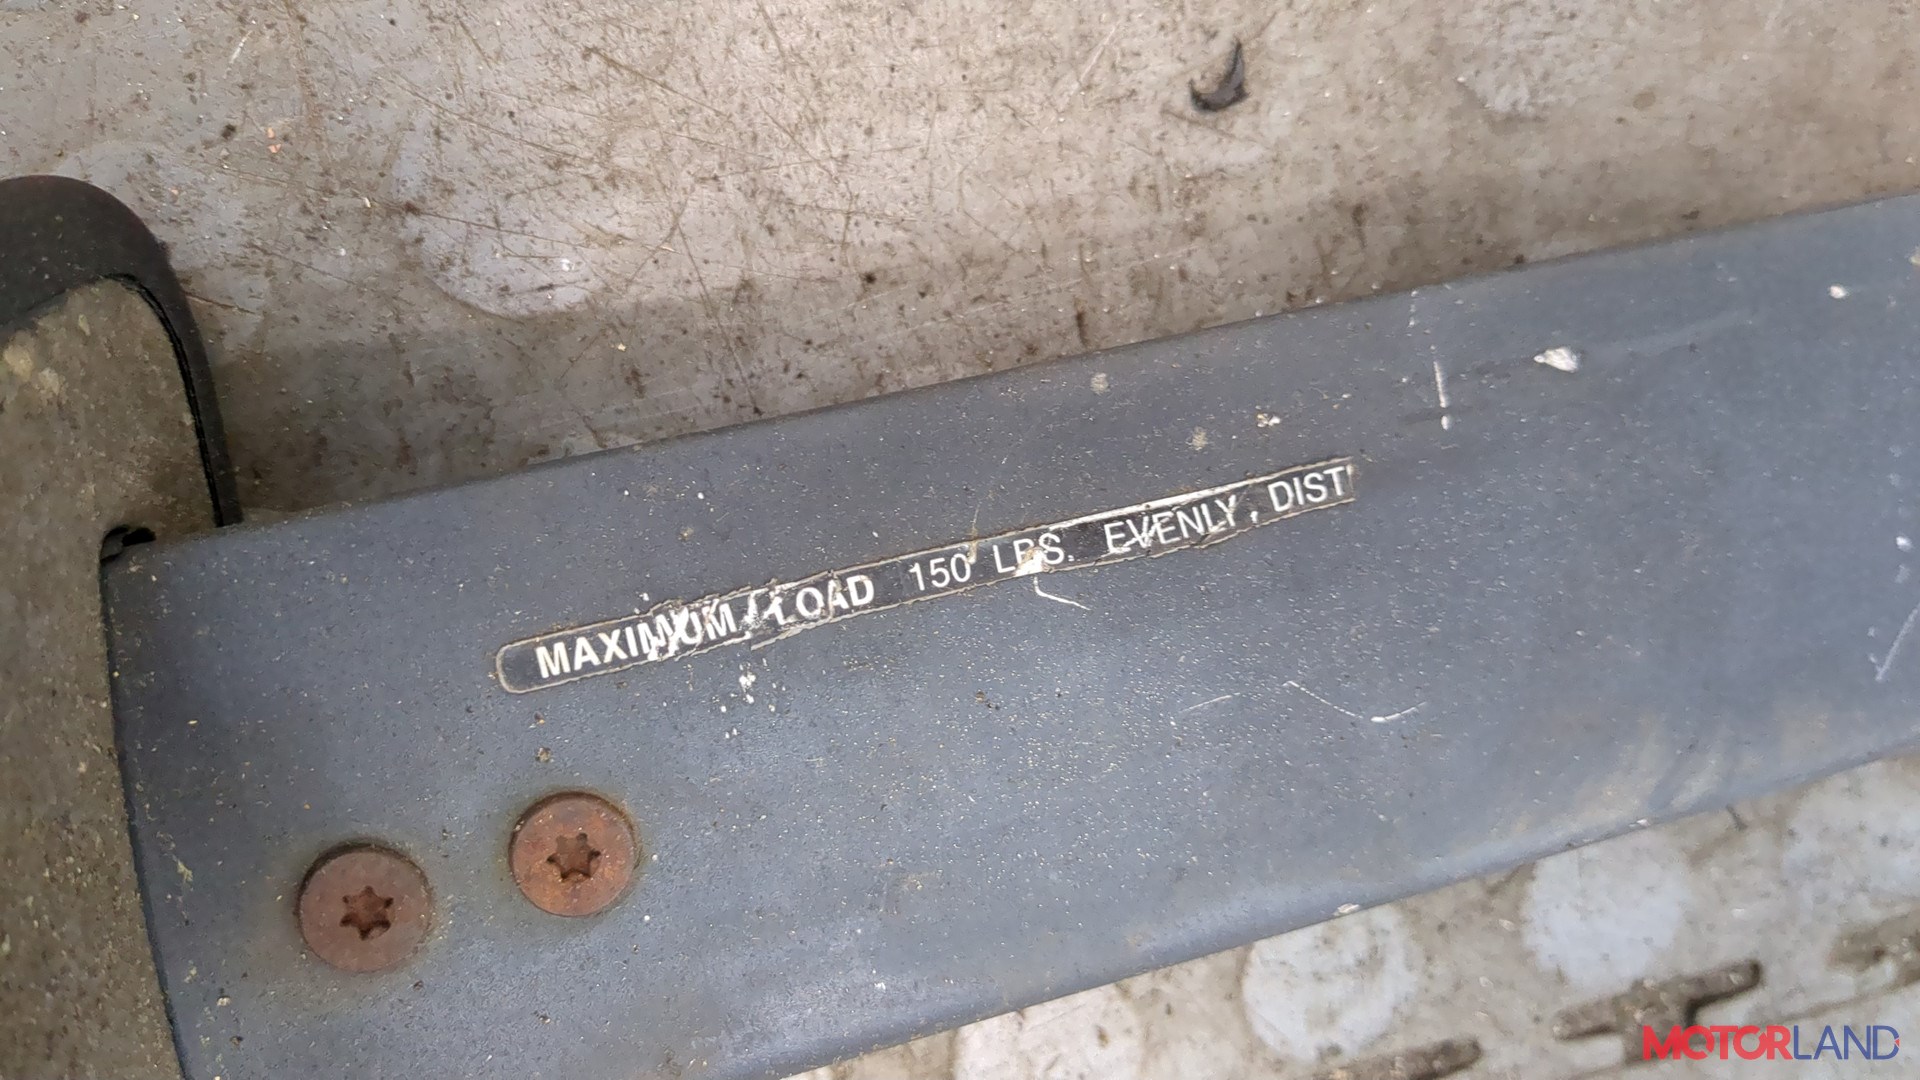 MAXIMUM LOAD 150 LBS. EVENLY, DIST
MOTORLAND